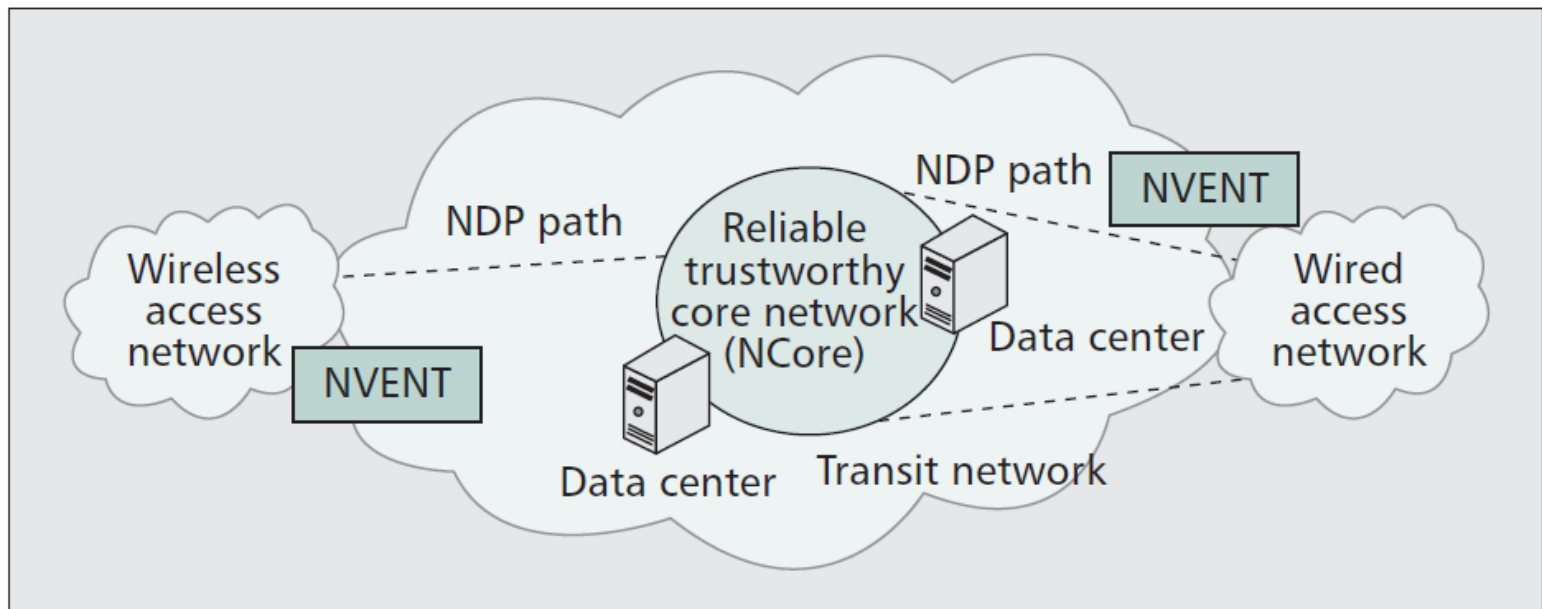 NDP path
NVENT
NDP path
Reliable
trustworthy
core network
(NCore)
Wireless
access
network
Wired
access
network
Data center
NVENT
Data center
Transit network